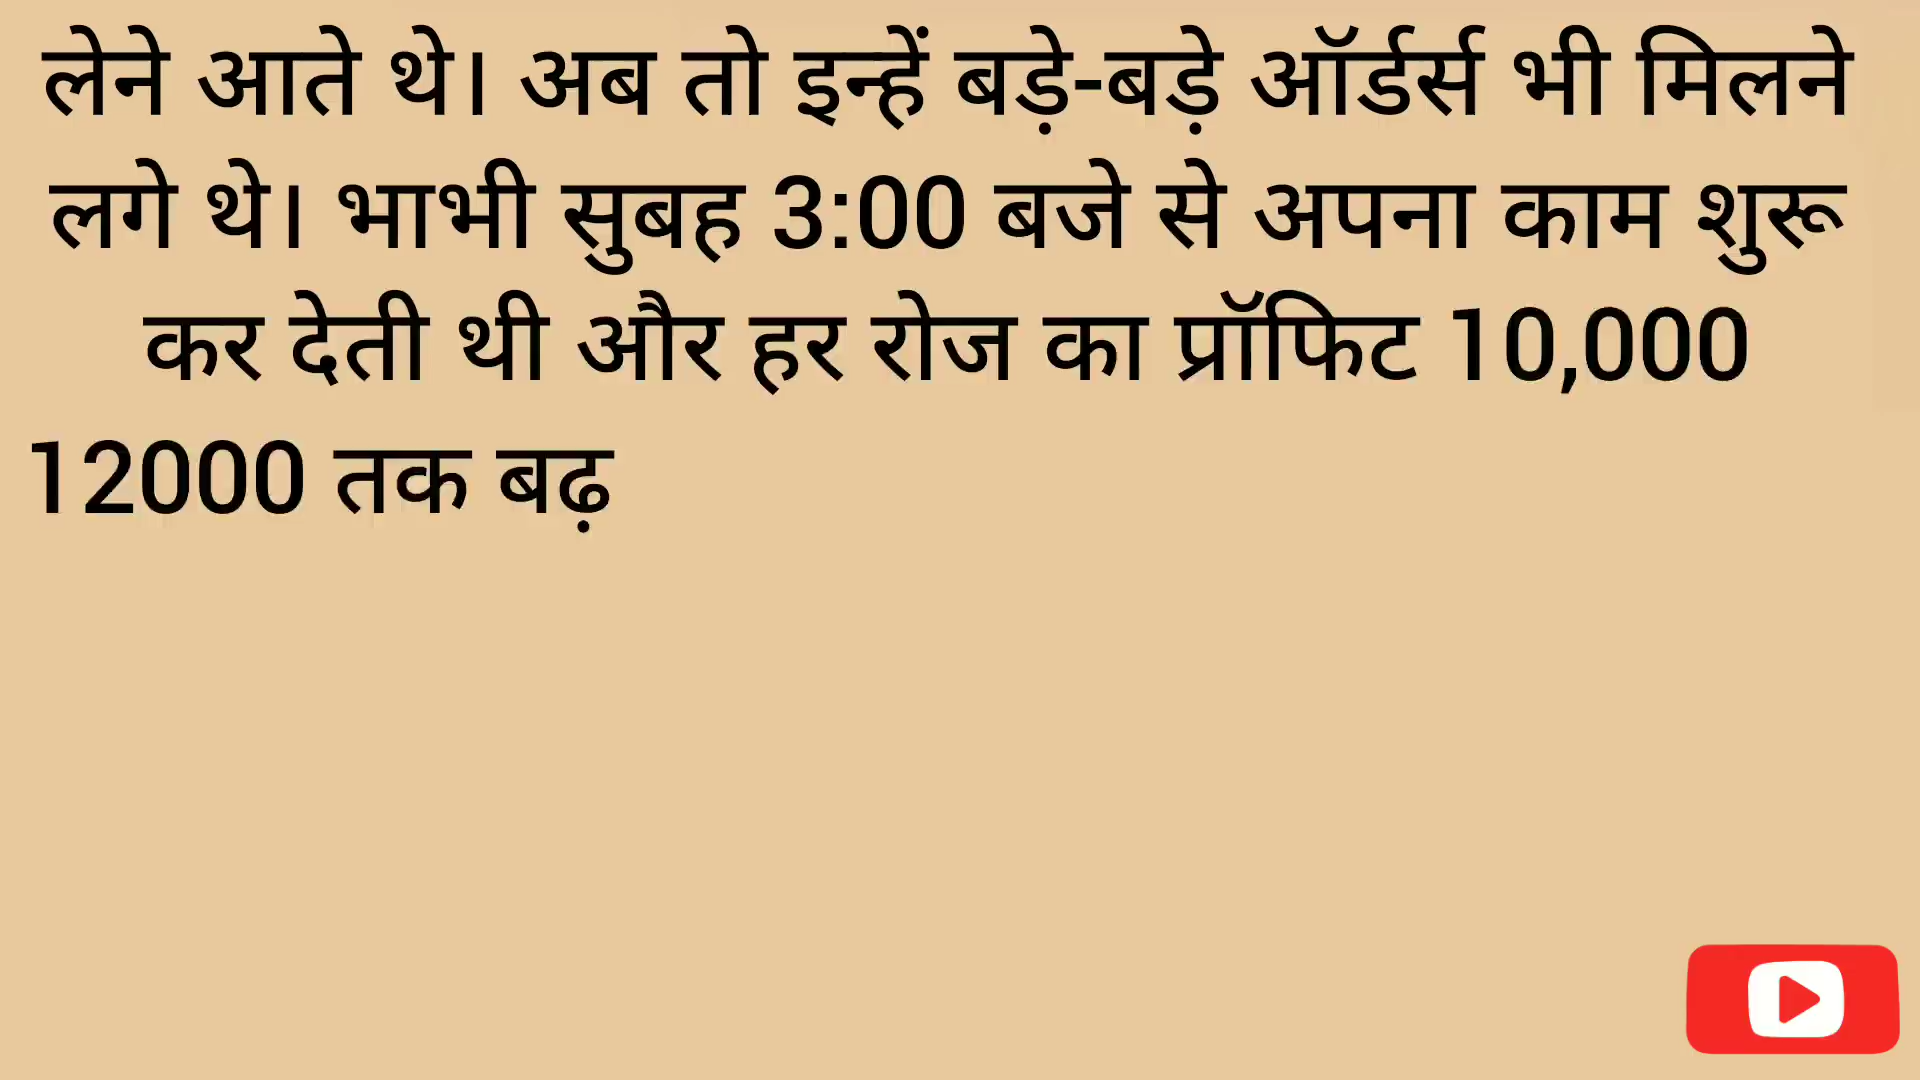 लेने आते थे। अब तो इन्हें बड़े-बड़े ऑर्डर्स भी मिलने
लगे थे। भाभी सुबह 3:00 बजे से अपना काम शुरू
कर देती थी और हर रोज का प्रॉफिट 10,000
12000 तक बढ़